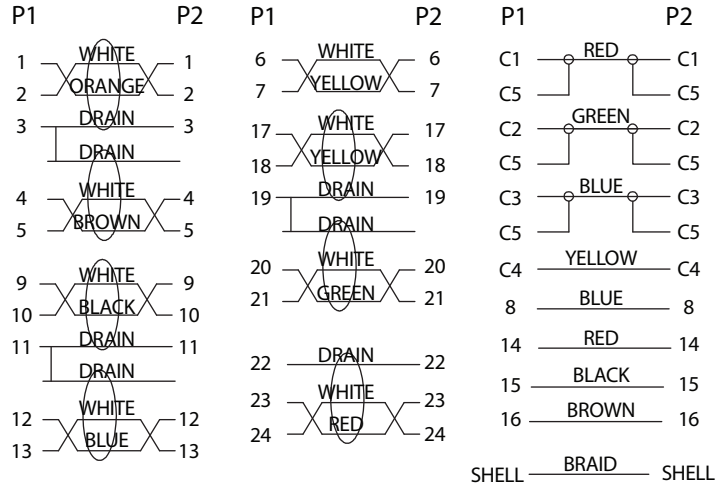 P1 P2
1 WHITE 1
2 ORANGE 2
3 DRAIN 3
DRAIN
4 WHITE 4
5 BROWN 5
9 WHITE 9
10 BLACK 10
11 DRAIN 11
DRAIN
12 WHITE 12
13 BLUE 13
P1 P2
6 WHITE 6
7 YELLOW 7
17 WHITE 17
18 YELLOW 18
19 DRAIN 19
DRAIN
20 WHITE 20
21 GREEN 21
22 DRAIN 22
23 WHITE 23
24 RED 24
P1 P2
C1 RED C1
C5 C5
C2 GREEN C2
C5 C5
C3 BLUE C3
C5 C5
C4 YELLOW C4
8 BLUE 8
14 RED 14
15 BLACK 15
16 BROWN 16
SHELL BRAID SHELL